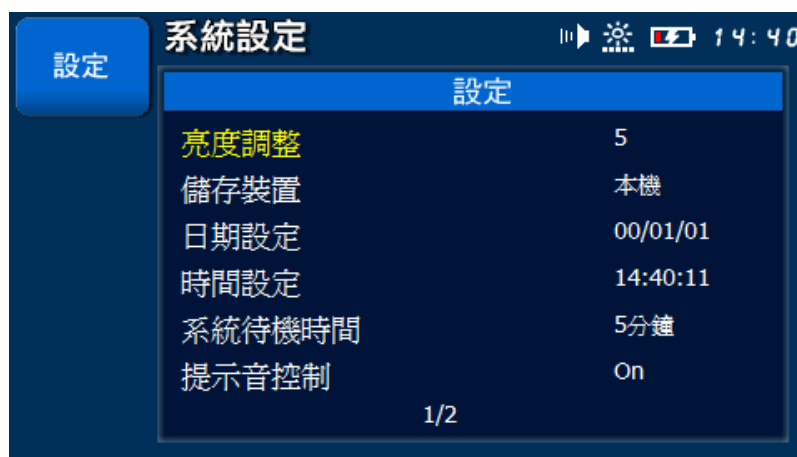 系統設定 14:40
設定
設定
亮度調整 5
儲存裝置 本機
日期設定 00/01/01
時間設定 14:40:11
系統待機時間 5分鐘
提示音控制 On
1/2